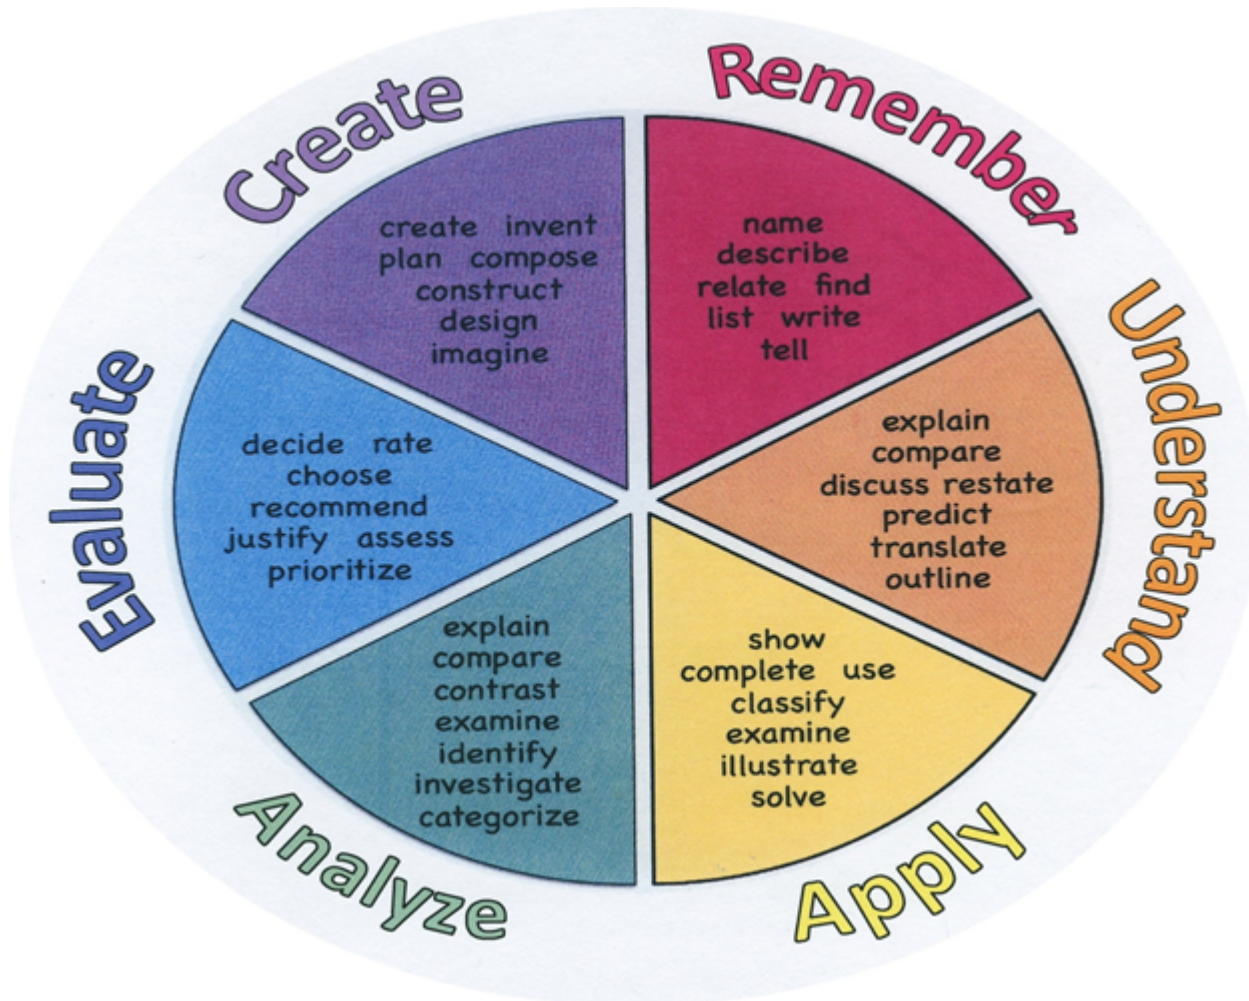 Remember
name
describe
relate find
list write
tell
Understand
explain
compare
discuss restate
predict
translate
outline
Apply
show
complete use
classify
examine
illustrate
solve
Analyze
explain
compare
contrast
examine
identify
investigate
categorize
Evaluate
decide rate
choose
recommend
justify assess
prioritize
Create
create invent
plan compose
construct
design
imagine